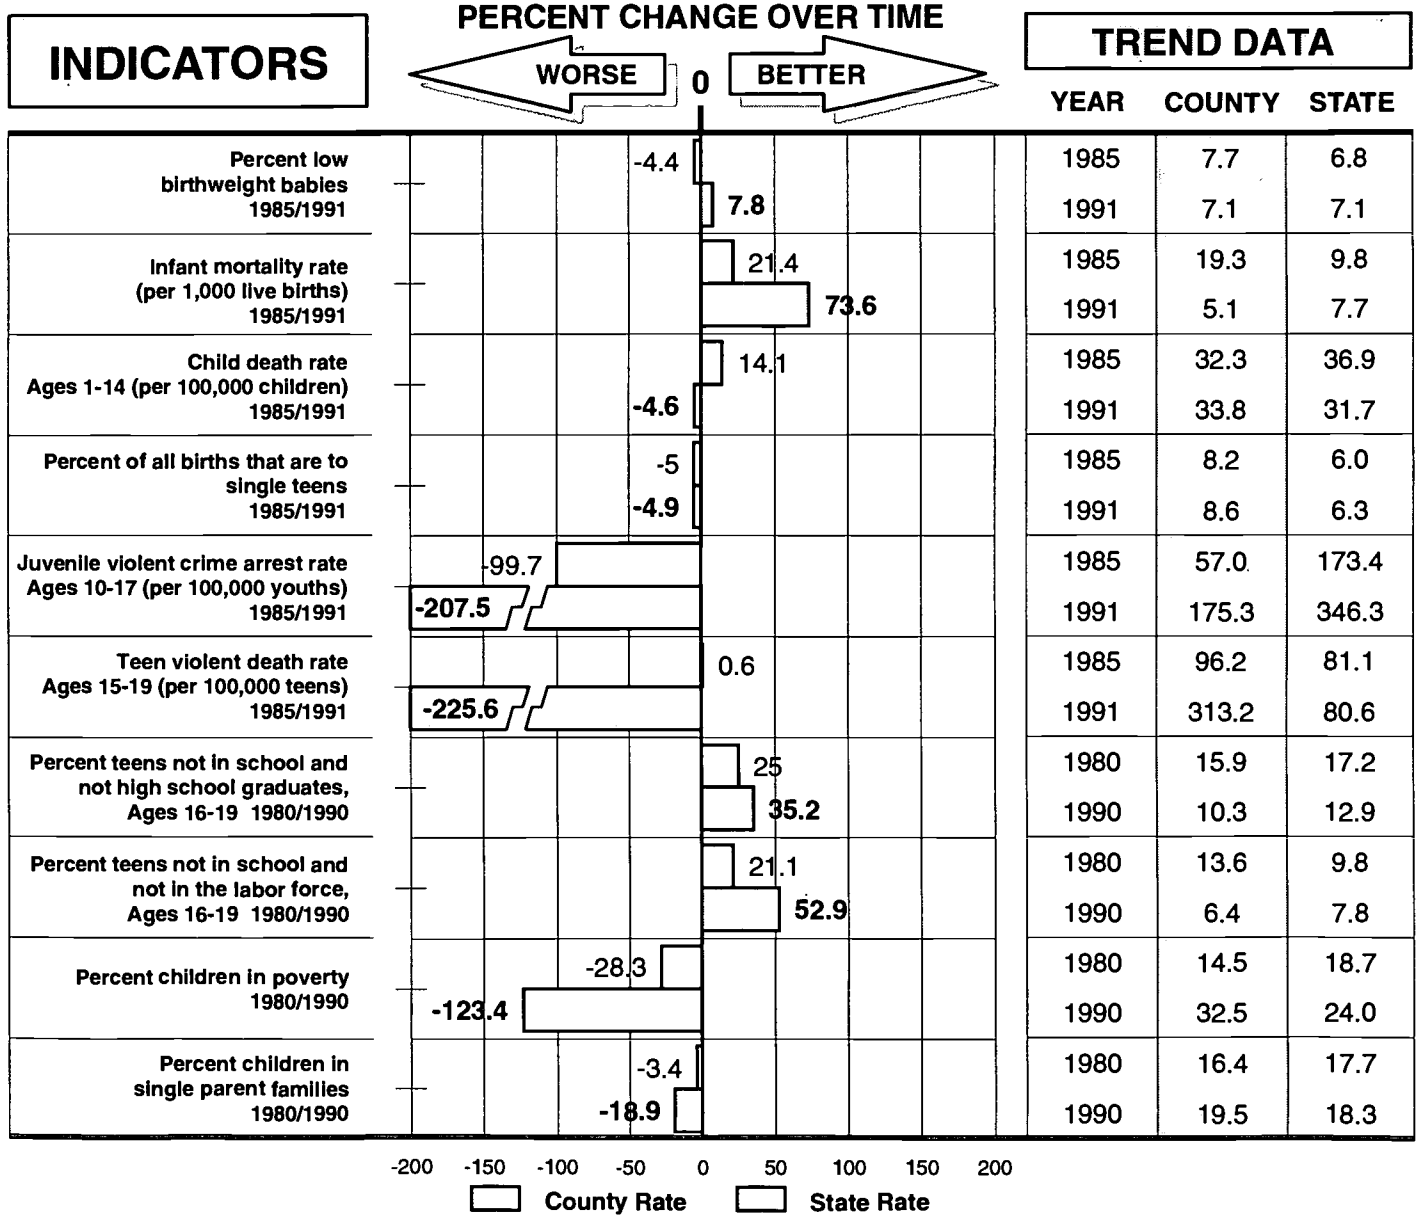 PERCENT CHANGE OVER TIME
INDICATORS
WORSE
0
BETTER
TREND DATA
YEAR COUNTY STATE
Percent low
birthweight babies
1985/1991
-4.4
7.8
1985 7.7 6.8
1991 7.1 7.1
Infant mortality rate
(per 1,000 live births)
1985/1991
21.4
73.6
1985 19.3 9.8
1991 5.1 7.7
Child death rate
Ages 1-14 (per 100,000 children)
1985/1991
14.1
-4.6
1985 32.3 36.9
1991 33.8 31.7
Percent of all births that are to
single teens
1985/1991
-5
-4.9
1985 8.2 6.0
1991 8.6 6.3
Juvenile violent crime arrest rate
Ages 10-17 (per 100,000 youths)
1985/1991
-99.7
-207.5
1985 57.0 173.4
1991 175.3 346.3
Teen violent death rate
Ages 15-19 (per 100,000 teens)
1985/1991
0.6
-225.6
1985 96.2 81.1
1991 313.2 80.6
Percent teens not in school and
not high school graduates,
Ages 16-19 1980/1990
25
35.2
1980 15.9 17.2
1990 10.3 12.9
Percent teens not in school and
not in the labor force,
Ages 16-19 1980/1990
21.1
52.9
1980 13.6 9.8
1990 6.4 7.8
Percent children in poverty
1980/1990
-28.3
-123.4
1980 14.5 18.7
1990 32.5 24.0
Percent children in
single parent families
1980/1990
-3.4
-18.9
1980 16.4 17.7
1990 19.5 18.3
-200 -150 -100 -50 0 50 100 150 200
County Rate State Rate